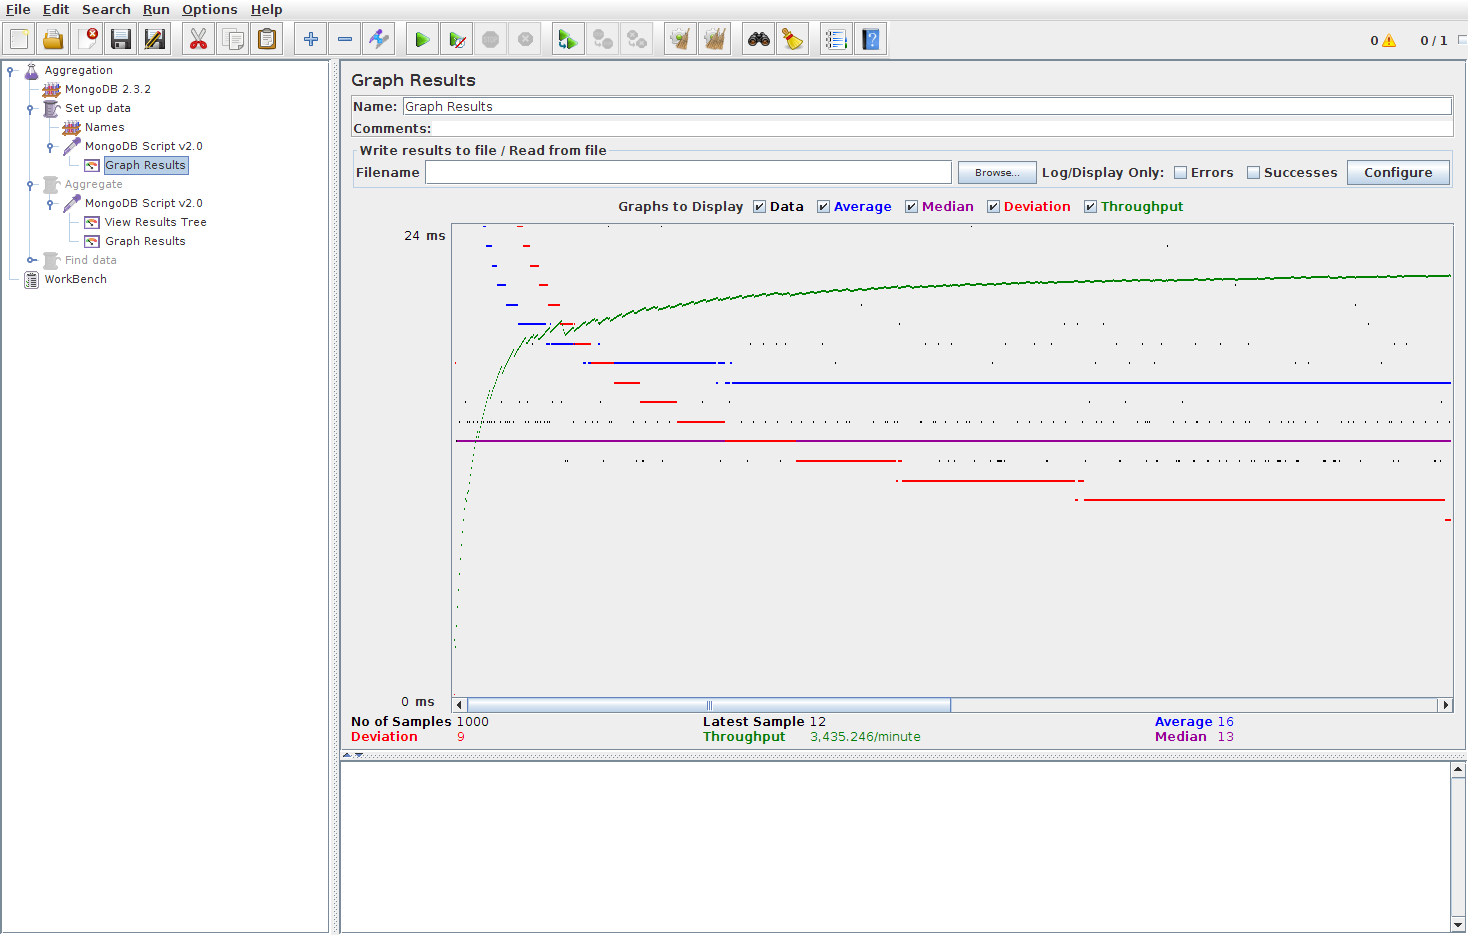 File Edit Search Run Options Help
0 0 / 1
Aggregation
MongoDB 2.3.2
Set up data
Names
MongoDB Script v2.0
Graph Results
Aggregate
MongoDB Script v2.0
View Results Tree
Graph Results
Find data
WorkBench
Graph Results
Name: Graph Results
Comments:
Write results to file / Read from file
Filename Browse... Log/Display Only: Errors Successes Configure
Graphs to Display Data Average Median Deviation Throughput
24 ms
0 ms
No of Samples 1000 Latest Sample 12 Average 16
Deviation 9 Throughput 3,435.246/minute Median 13